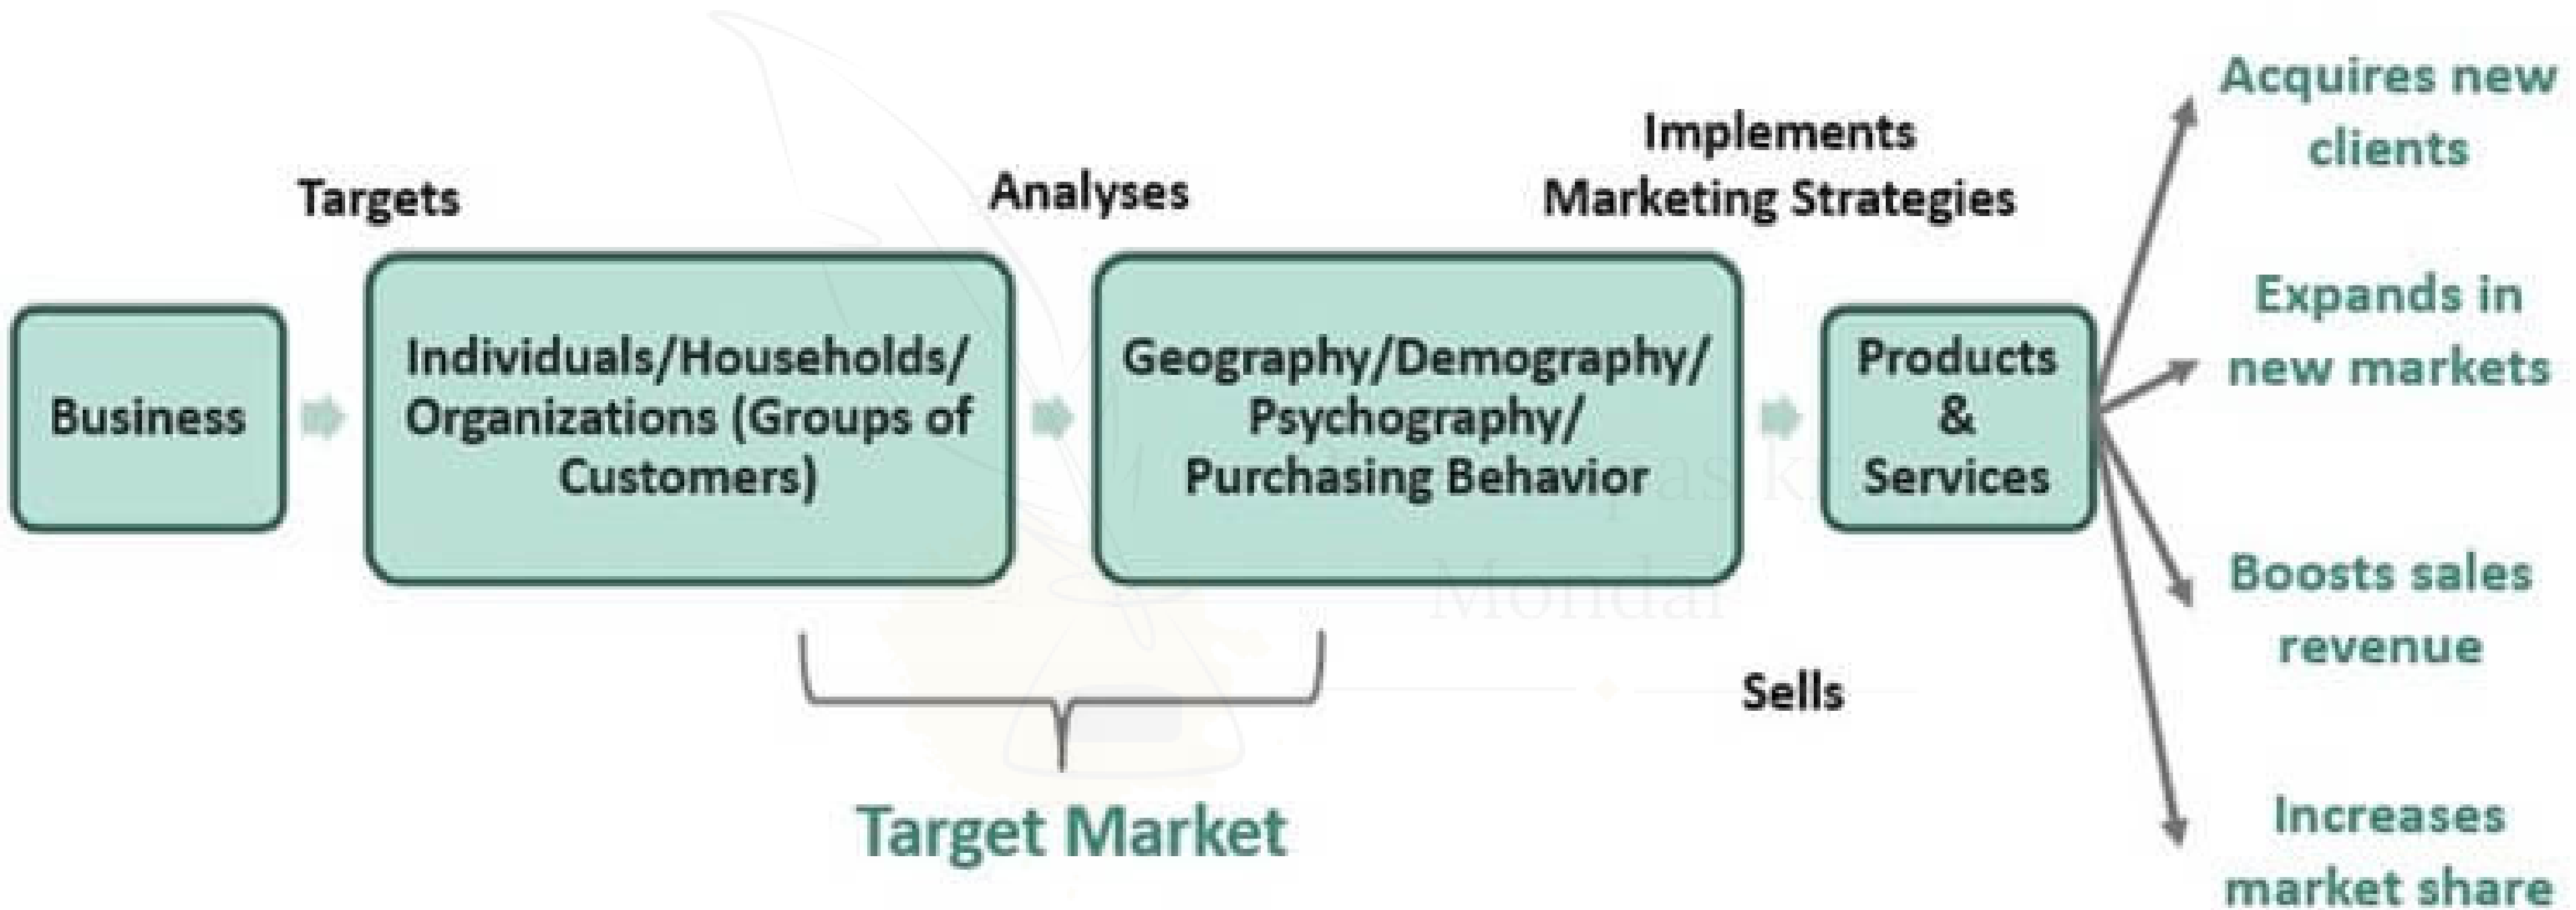 Targets
Analyses
Implements
Marketing Strategies
Business
Individuals/Households/
Organizations (Groups of
Customers)
Geography/Demography/
Psychography/
Purchasing Behavior
Products
&
Services
Acquires new
clients
Expands in
new markets
Boosts sales
revenue
Increases
market share
Sells
Target Market
Mondal